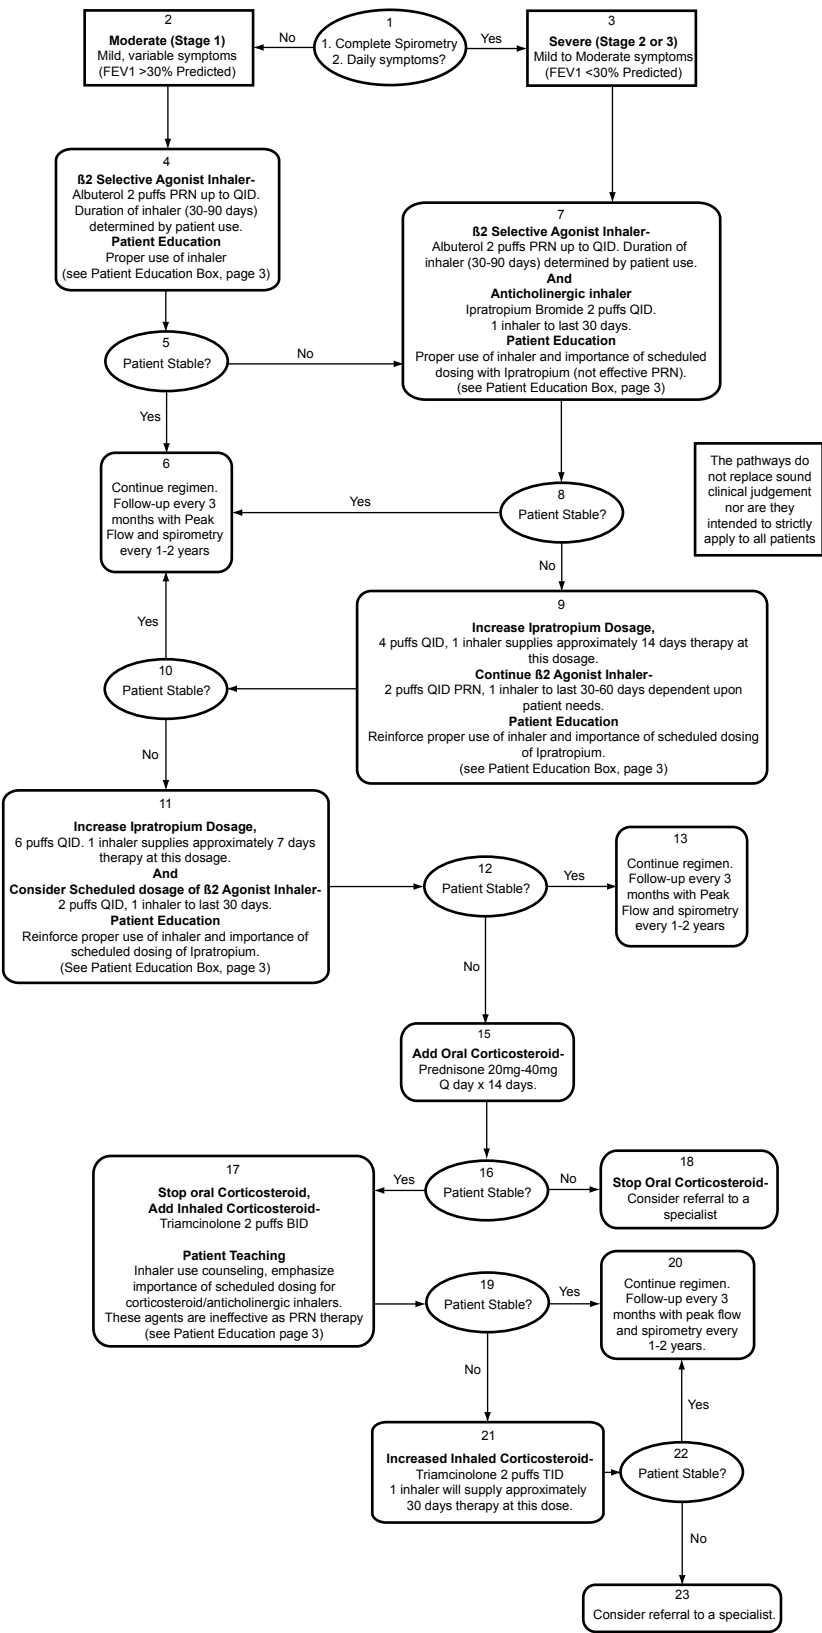 2
Moderate (Stage 1)
Mild, variable symptoms
(FEV1 >30% Predicted)
No
1
1. Complete Spirometry
2. Daily symptoms?
Yes
3
Severe (Stage 2 or 3)
Mild to Moderate symptoms
(FEV1 <30% Predicted)
4
ß2 Selective Agonist Inhaler-
Albuterol 2 puffs PRN up to QID.
Duration of inhaler (30-90 days)
determined by patient use.
Patient Education
Proper use of inhaler
(see Patient Education Box, page 3)
7
ß2 Selective Agonist Inhaler-
Albuterol 2 puffs PRN up to QID. Duration of
inhaler (30-90 days) determined by patient use.
And
Anticholinergic inhaler
Ipratropium Bromide 2 puffs QID.
1 inhaler to last 30 days.
Patient Education
Proper use of inhaler and importance of scheduled
dosing with Ipratropium (not effective PRN).
(see Patient Education Box, page 3)
5
Patient Stable?
No
Yes
6
Continue regimen.
Follow-up every 3
months with Peak
Flow and spirometry
every 1-2 years
Yes
8
Patient Stable?
The pathways do
not replace sound
clinical judgement
nor are they
intended to strictly
apply to all patients
No
9
Increase Ipratropium Dosage,
4 puffs QID, 1 inhaler supplies approximately 14 days therapy at
this dosage.
Continue ß2 Agonist Inhaler-
2 puffs QID PRN, 1 inhaler to last 30-60 days dependent upon
patient needs.
Patient Education
Reinforce proper use of inhaler and importance of scheduled dosing
of Ipratropium.
(see Patient Education Box, page 3)
Yes
10
Patient Stable?
No
11
Increase Ipratropium Dosage,
6 puffs QID. 1 inhaler supplies approximately 7 days
therapy at this dosage.
And
Consider Scheduled dosage of ß2 Agonist Inhaler-
2 puffs QID, 1 inhaler to last 30 days.
Patient Education
Reinforce proper use of inhaler and importance of
scheduled dosing of Ipratropium.
(See Patient Education Box, page 3)
12
Patient Stable?
Yes
13
Continue regimen.
Follow-up every 3
months with Peak
Flow and spirometry
every 1-2 years
No
15
Add Oral Corticosteroid-
Prednisone 20mg-40mg
Q day x 14 days.
16
Patient Stable?
Yes
No
17
Stop oral Corticosteroid,
Add Inhaled Corticosteroid-
Triamcinolone 2 puffs BID
Patient Teaching
Inhaler use counseling, emphasize
importance of scheduled dosing for
corticosteroid/anticholinergic inhalers.
These agents are ineffective as PRN therapy
(see Patient Education page 3)
18
Stop Oral Corticosteroid-
Consider referral to a
specialist
19
Patient Stable?
Yes
20
Continue regimen.
Follow-up every 3
months with peak flow
and spirometry every
1-2 years.
No
21
Increased Inhaled Corticosteroid-
Triamcinolone 2 puffs TID
1 inhaler will supply approximately
30 days therapy at this dose.
Yes
22
Patient Stable?
No
23
Consider referral to a specialist.